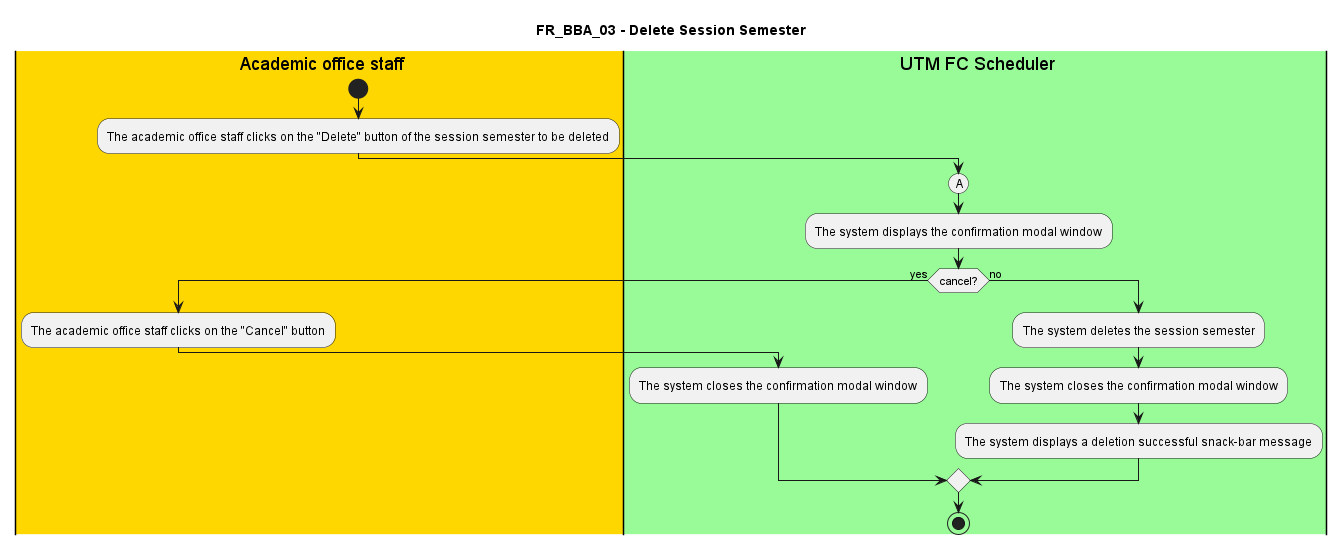 FR_BBA_03 - Delete Session Semester
Academic office staff
UTM FC Scheduler
The academic office staff clicks on the "Delete" button of the session semester to be deleted
A
The system displays the confirmation modal window
yes
cancel?
no
The academic office staff clicks on the "Cancel" button
The system deletes the session semester
The system closes the confirmation modal window
The system closes the confirmation modal window
The system displays a deletion successful snack-bar message